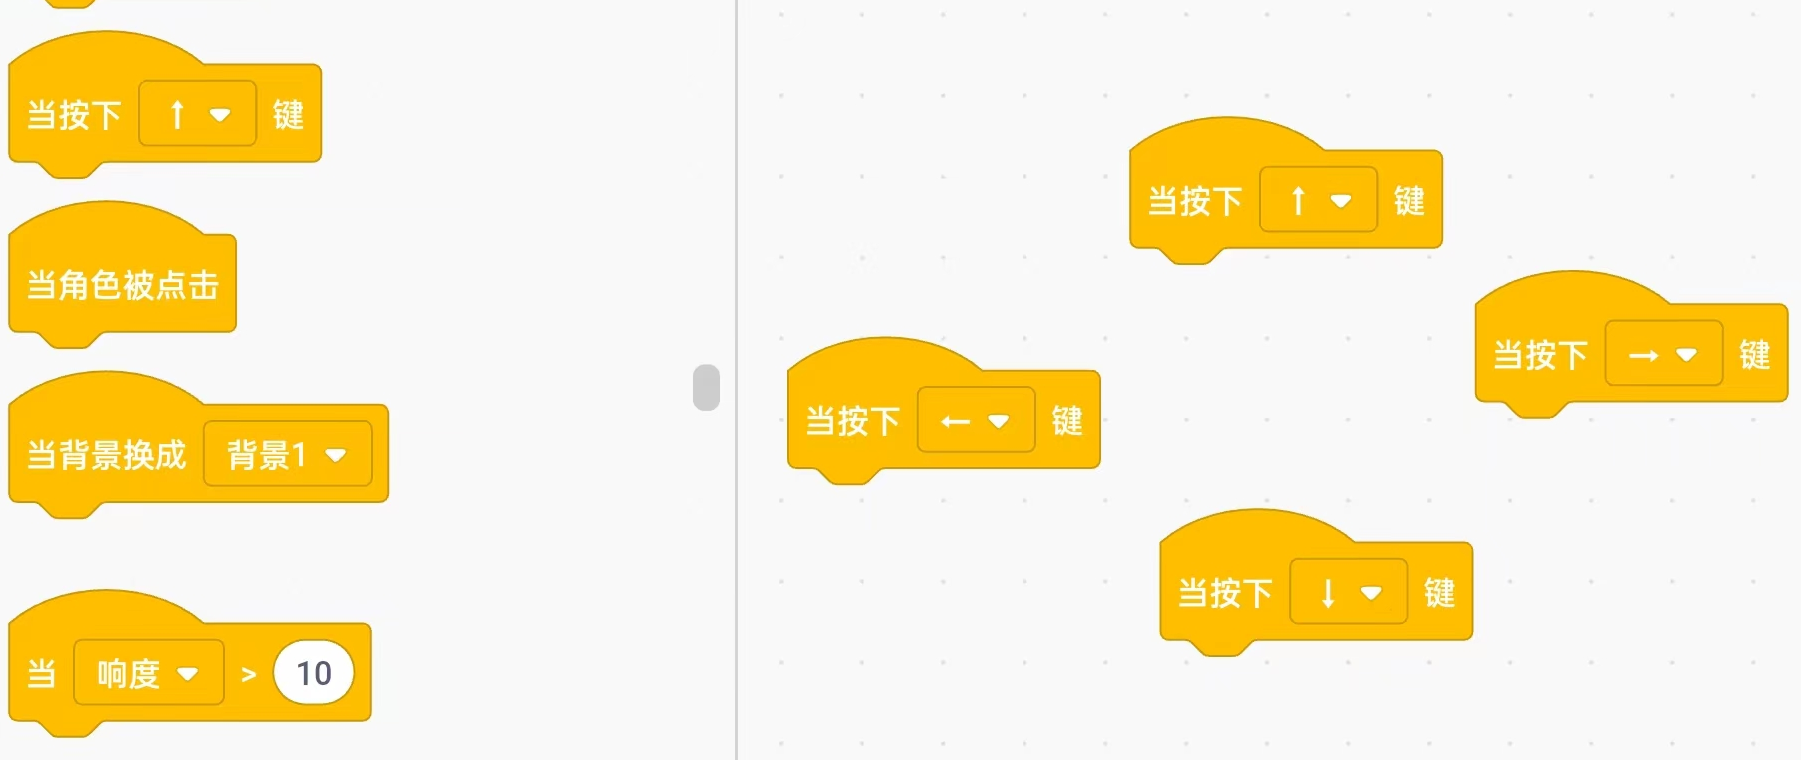 当按下 ↑ 键
当角色被点击
当背景换成 背景1
当 响度 > 10
当按下 ↑ 键
当按下 → 键
当按下 ← 键
当按下 ↓ 键